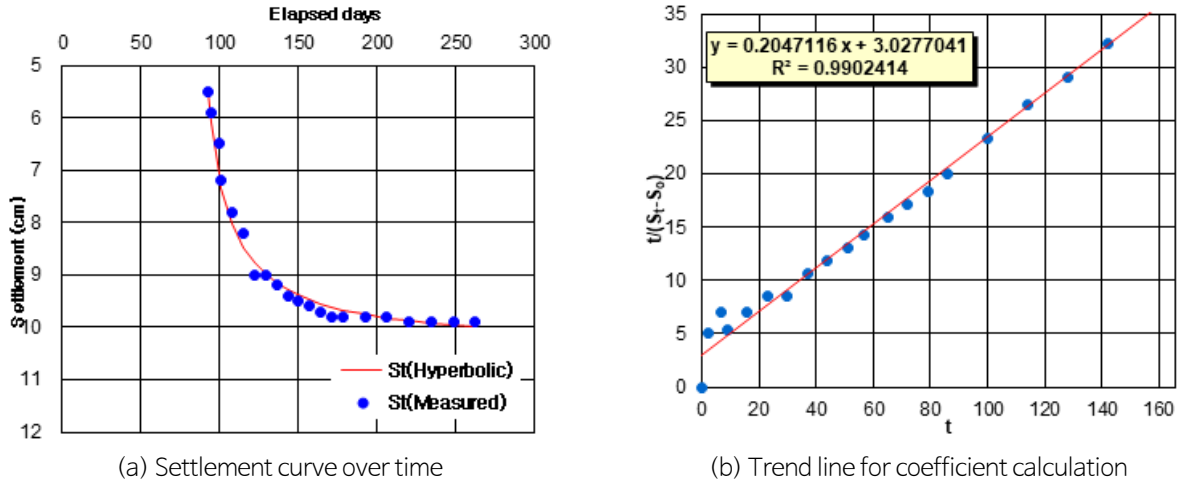 Elapsed days
0 50 100 150 200 250 300
5
6
7
8
9
10
11
12
Settlement (cm)
St(Hyperbolic)
St(Measured)
(a) Settlement curve over time
35
30
25
20
15
10
5
0
t/(St-So)
y = 0.2047116 x + 3.0277041
R² = 0.9902414
0 20 40 60 80 100 120 140 160
t
(b) Trend line for coefficient calculation